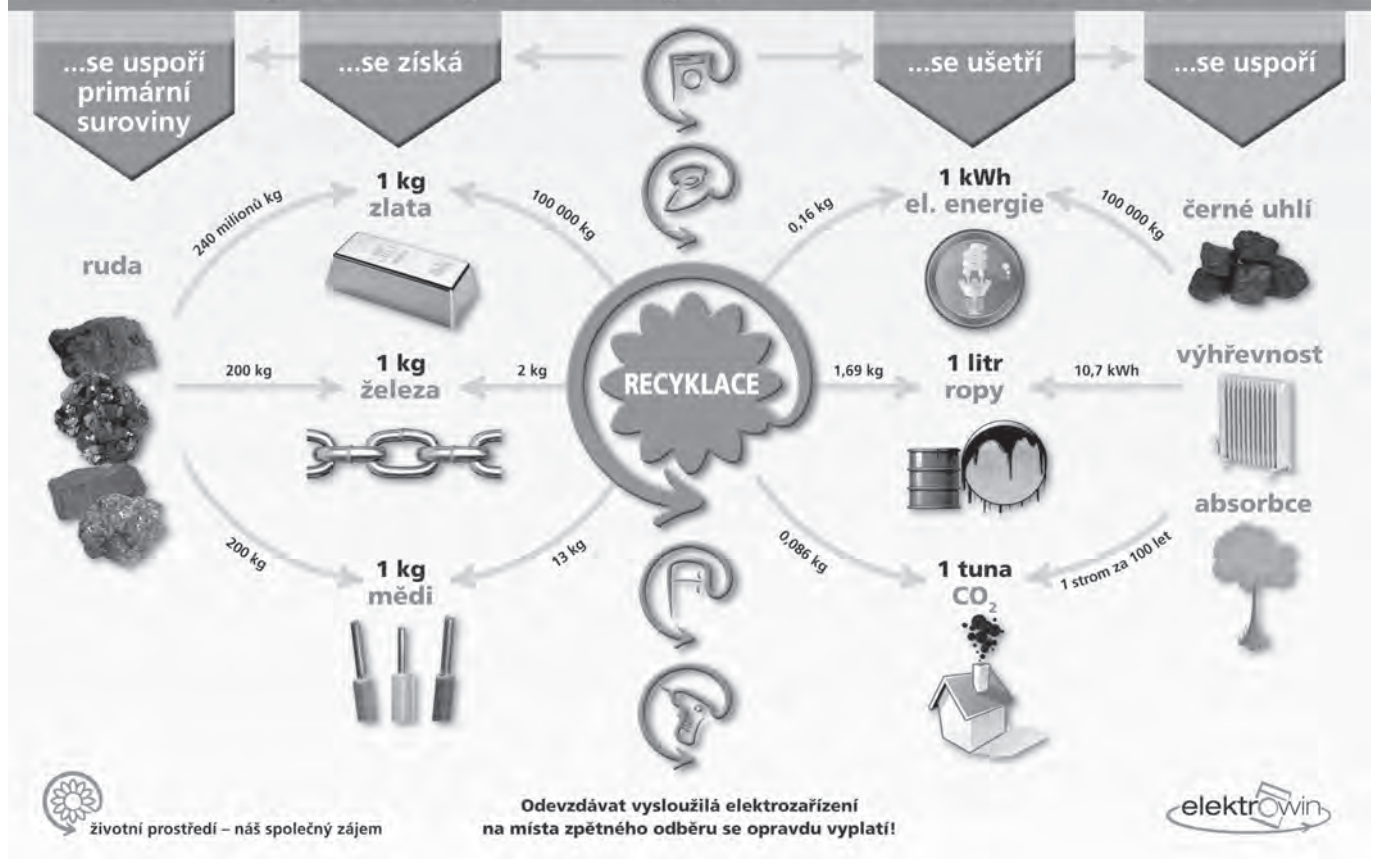 ...se uspoří
primární
suroviny
...se získá
...se ušetří
...se uspoří
240 milionů kg
1 kg
zlata
100 000 kg
0,16 kg
1 kWh
el. energie
100 000 kg
černé uhlí
ruda
200 kg
1 kg
železa
2 kg
RECYKLACE
1,69 kg
1 litr
ropy
10,7 kWh
výhřevnost
absorbce
200 kg
1 kg
mědi
13 kg
0,086 kg
1 tuna
CO2
1 strom za 100 let
životní prostředí – náš společný zájem
Odevzdávat vysloužilá elektrozařízení
na místa zpětného odběru se opravdu vyplatí!
elektrowin